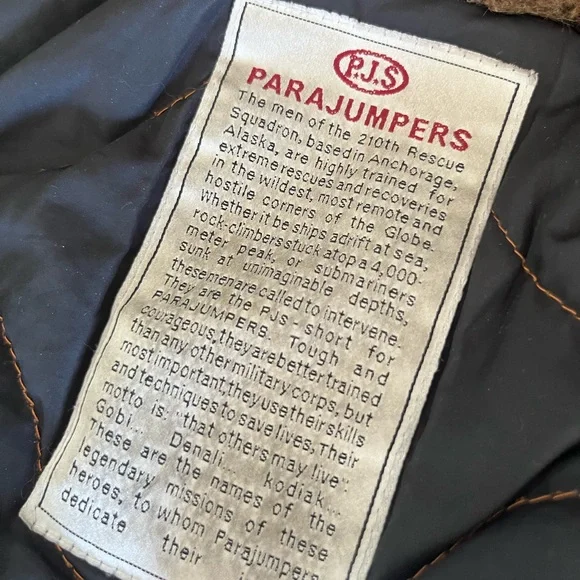 P.J.S
PARAJUMPERS
The men of the 210th Rescue
Squadron, based in Anchorage,
Alaska, are highly trained for
extreme rescues and recoveries
in the wildest, most remote and
hostile corners of the Globe.
Whether it be ships adrift at sea,
rock-climbers stuck atop a 4,000-
meter peak, or submariners
sunk at unimaginable depths,
these men are called to intervene.
They are the PJs - short for
PARAJUMPERS. Tough and
courageous, they are better trained
than any other military corps, but
most important, they use their skills
and techniques to save lives, Their
motto is: "that others may live":
Gobi... Denali... kodiak...
These are the names of the
legendary missions of these
heroes, to whom Parajumpers
dedicate their